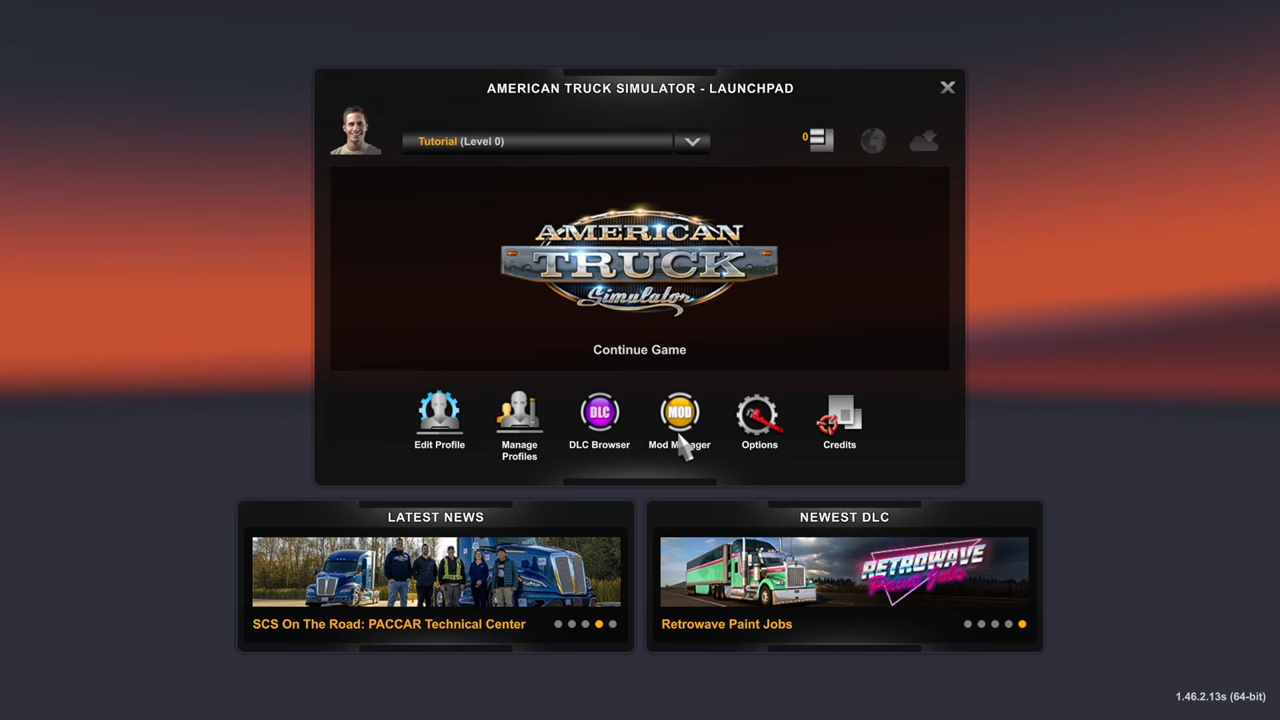 AMERICAN TRUCK SIMULATOR - LAUNCHPAD
Tutorial (Level 0)
0
AMERICAN
TRUCK
Simulator
Continue Game
DLC
MOD
Edit Profile
Manage
Profiles
DLC Browser
Options
Credits
LATEST NEWS
SCS On The Road: PACCAR Technical Center
NEWEST DLC
RETROWAVE
Paint Jobs
Retrowave Paint Jobs
1.46.2.13s (64-bit)